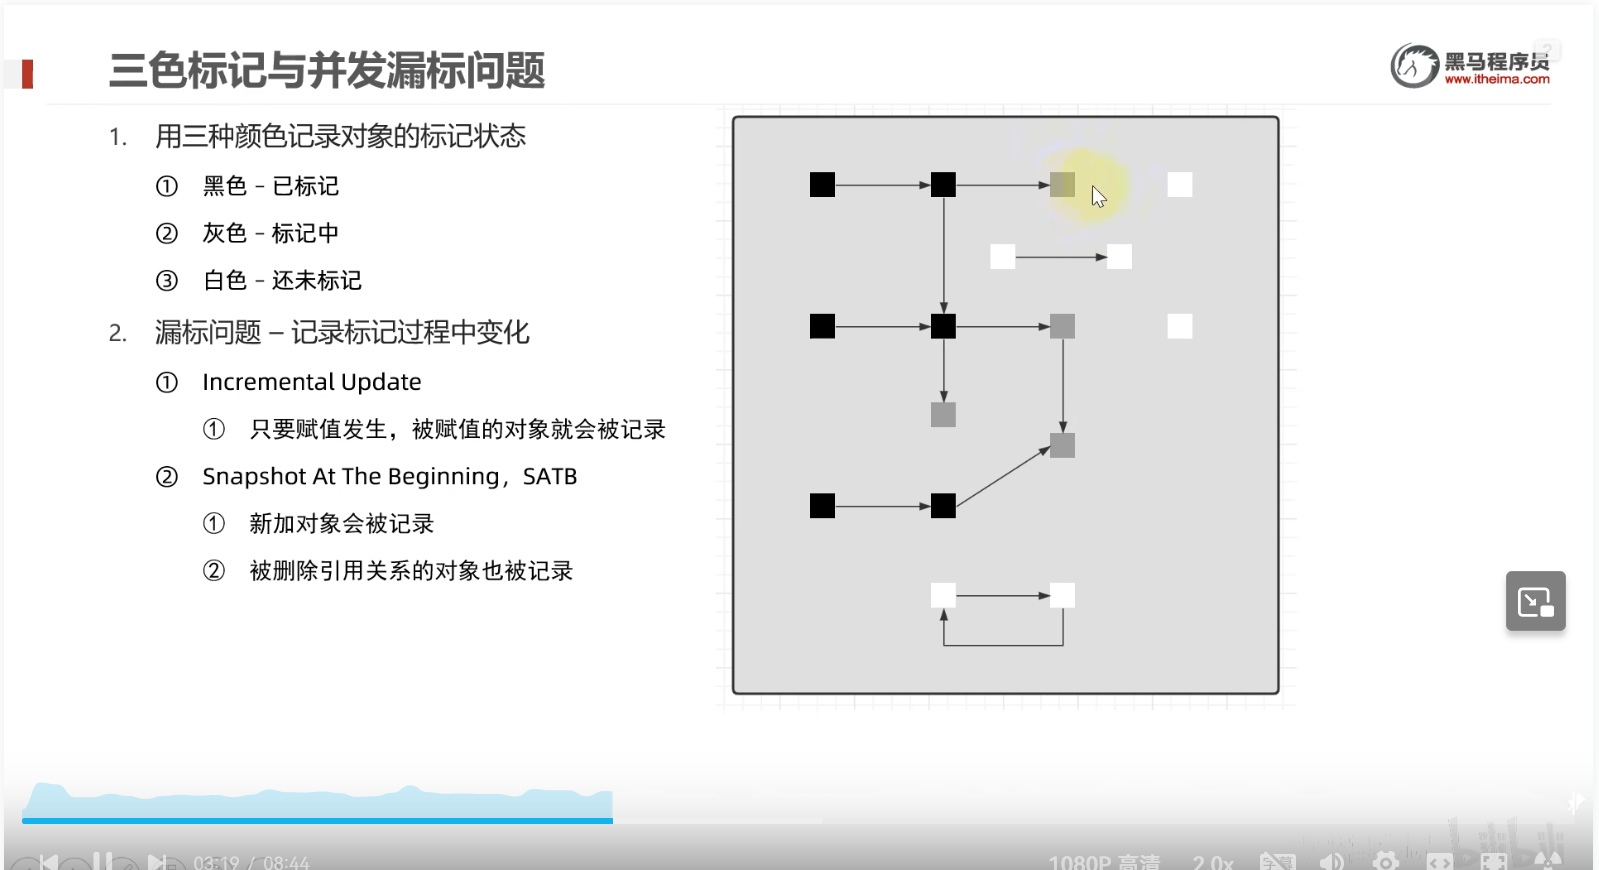 三色标记与并发漏标问题
黑马程序员
www.itheima.com
?
1. 用三种颜色记录对象的标记状态
① 黑色 – 已标记
② 灰色 – 标记中
③ 白色 – 还未标记
2. 漏标问题 – 记录标记过程中变化
① Incremental Update
① 只要赋值发生，被赋值的对象就会被记录
② Snapshot At The Beginning，SATB
① 新加对象会被记录
② 被删除引用关系的对象也被记录
03:19 / 08:44
1080P 高清
2.0x
字幕